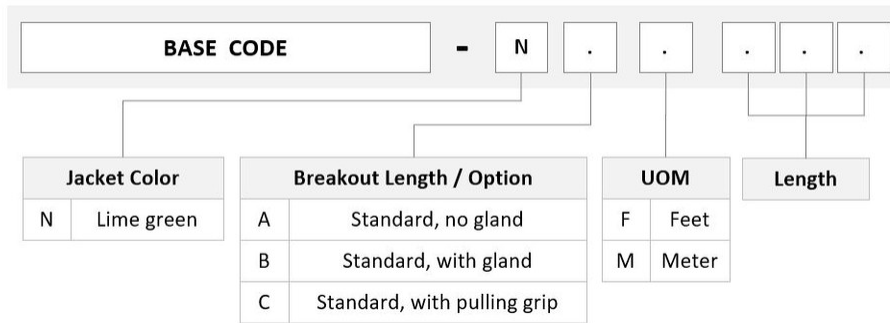 BASE CODE - N . . . . .
Jacket Color Breakout Length / Option UOM Length
N Lime green A Standard, no gland F Feet
B Standard, with gland M Meter
C Standard, with pulling grip